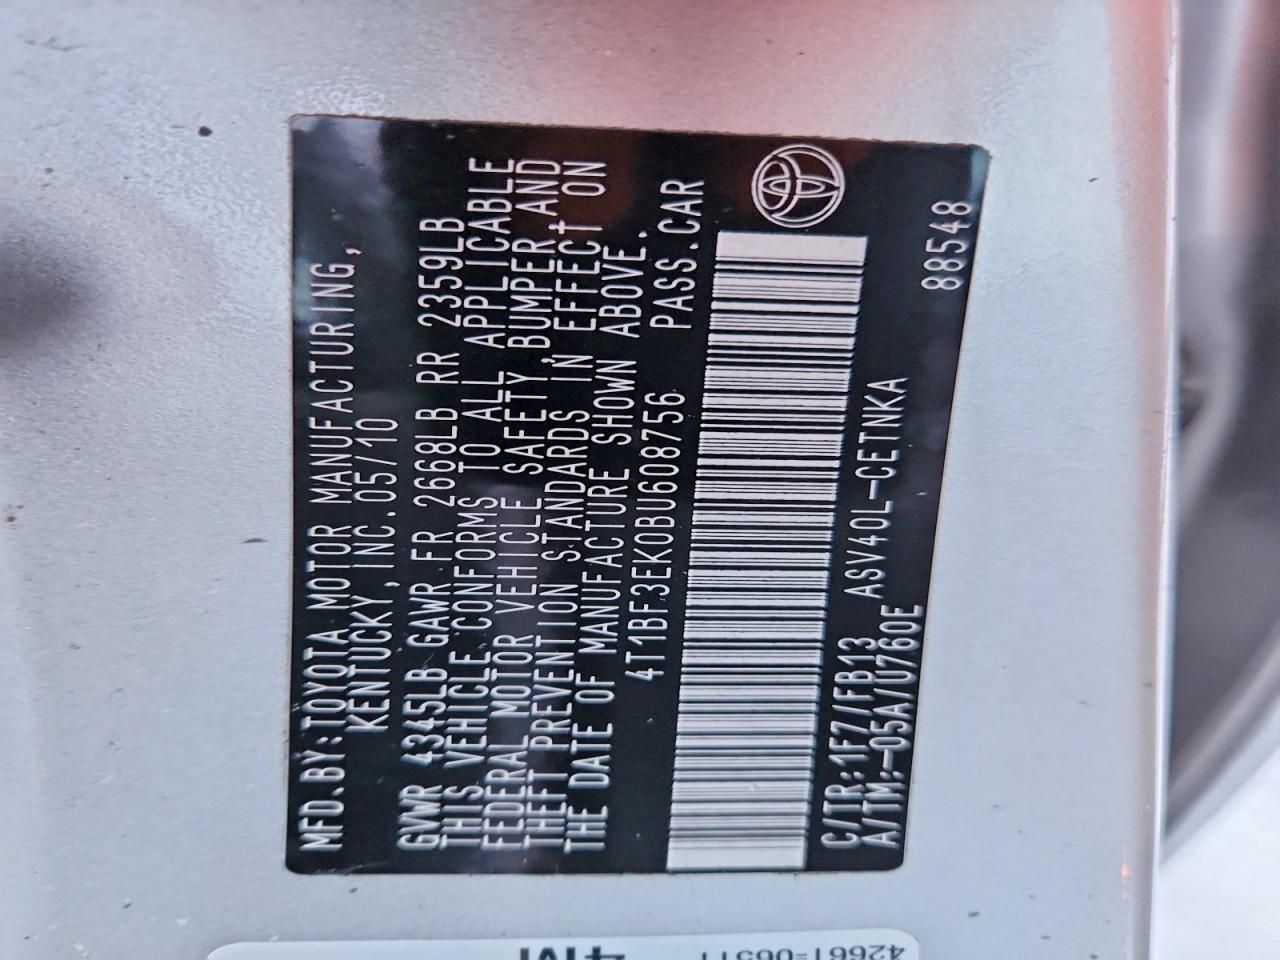 MFD.BY:TOYOTA MOTOR MANUFACTURING,
KENTUCKY,INC.05/10
GVWR 4345LB GAWR FR 2668LB RR 2359LB
THIS VEHICLE CONFORMS TO ALL APPLICABLE
FEDERAL MOTOR VEHICLE SAFETY,BUMPER,AND
THEFT PREVENTION STANDARDS IN EFFECT ON
THE DATE OF MANUFACTURE SHOWN ABOVE.
4T1BF3EK0BU608756 PASS.CAR
C/TR:1F7/FB13 ASV40L-CETNKA
A/TM:-05A/U760E 88548